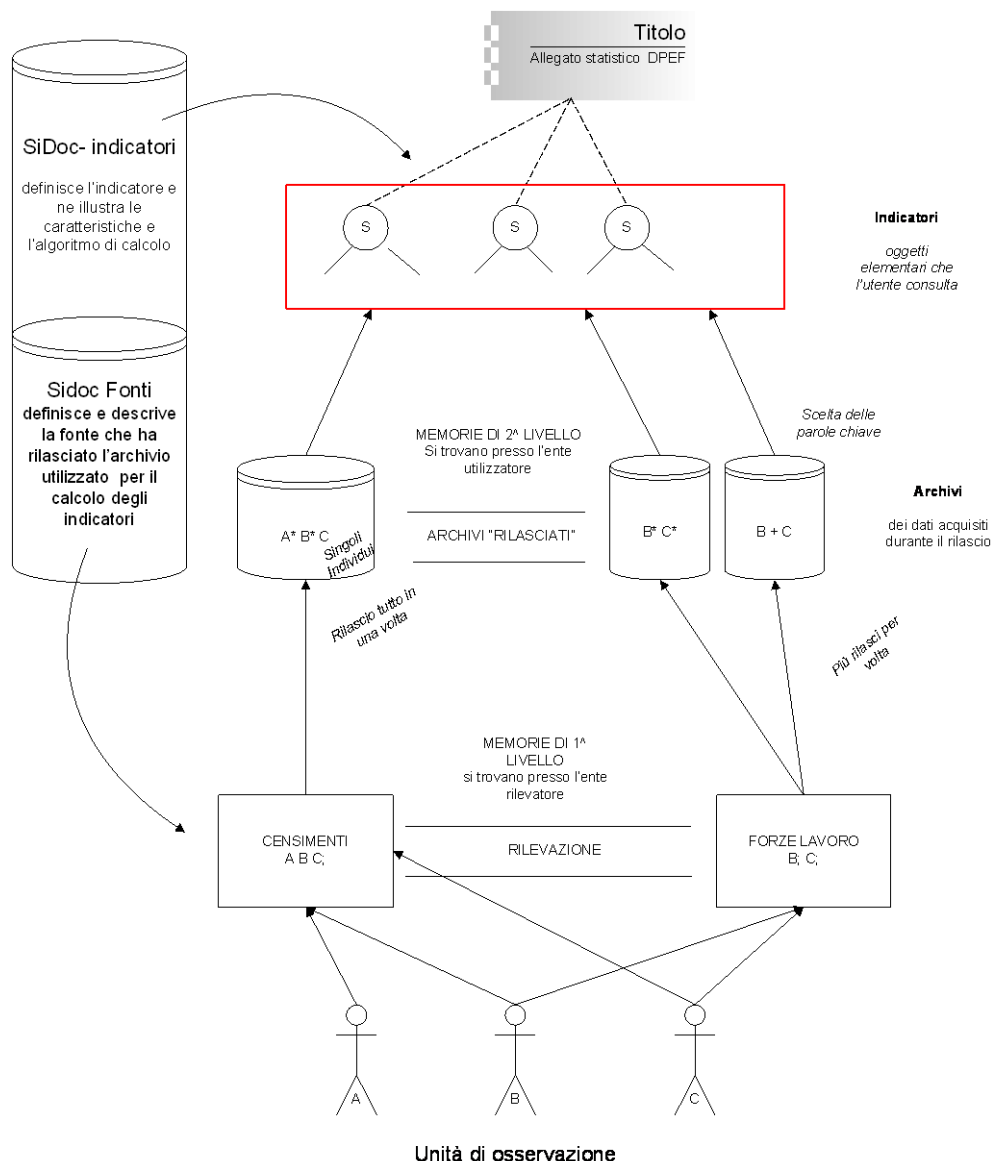 Titolo
Allegato statistico DPEF
SiDoc- indicatori
definisce l'indicatore e
ne illustra le
caratteristiche e
l'algoritmo di calcolo
S
S
S
Indicatori
oggetti
elementari che
l'utente consulta
Sidoc Fonti
definisce e descrive
la fonte che ha
rilasciato l'archivio
utilizzato per il
calcolo degli
indicatori)
MEMORIE DI 2^ LIVELLO
Si trovano presso l'ente
utilizzatore
Scelta delle
parole chiave
A* B* C
Singoli
Individui
ARCHIVI "RILASCIATI"
B* C*
B + C
Archivi
dei dati acquisiti
durante il rilascio
Rilascio tutto in
una volta
Più rilasci per
volta
MEMORIE DI 1^
LIVELLO
si trovano presso l'ente
rilevatore
CENSIMENTI
A B C;
RILEVAZIONE
FORZE LAVORO
B; C;
A
B
C
Unità di osservazione